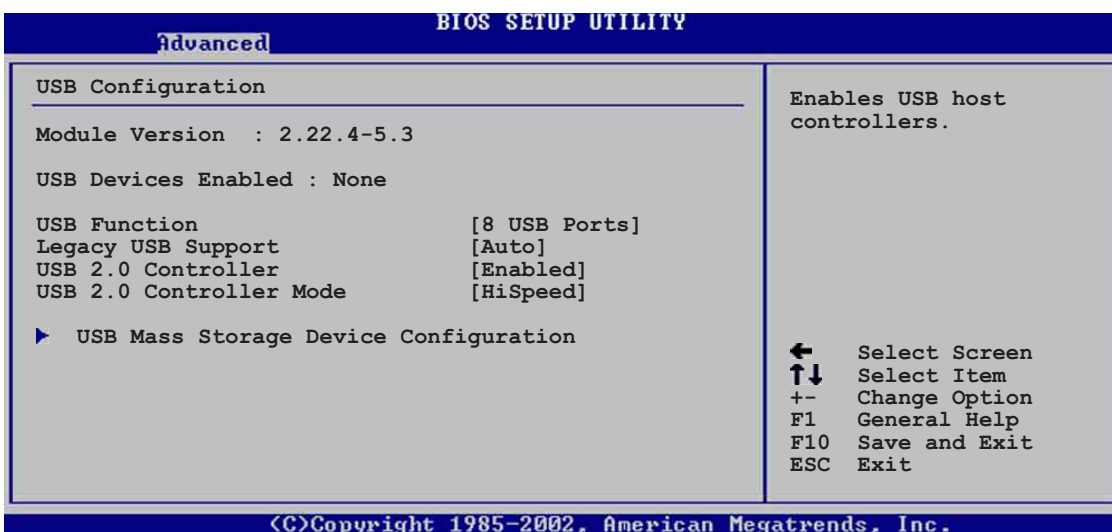 BIOS SETUP UTILITY
Advanced
USB Configuration
Module Version : 2.22.4-5.3
USB Devices Enabled : None
USB Function [8 USB Ports]
Legacy USB Support [Auto]
USB 2.0 Controller [Enabled]
USB 2.0 Controller Mode [HiSpeed]
USB Mass Storage Device Configuration
Enables USB host
controllers.
Select Screen
Select Item
+- Change Option
F1 General Help
F10 Save and Exit
ESC Exit
(C)Copyright 1985-2002, American Megatrends, Inc.